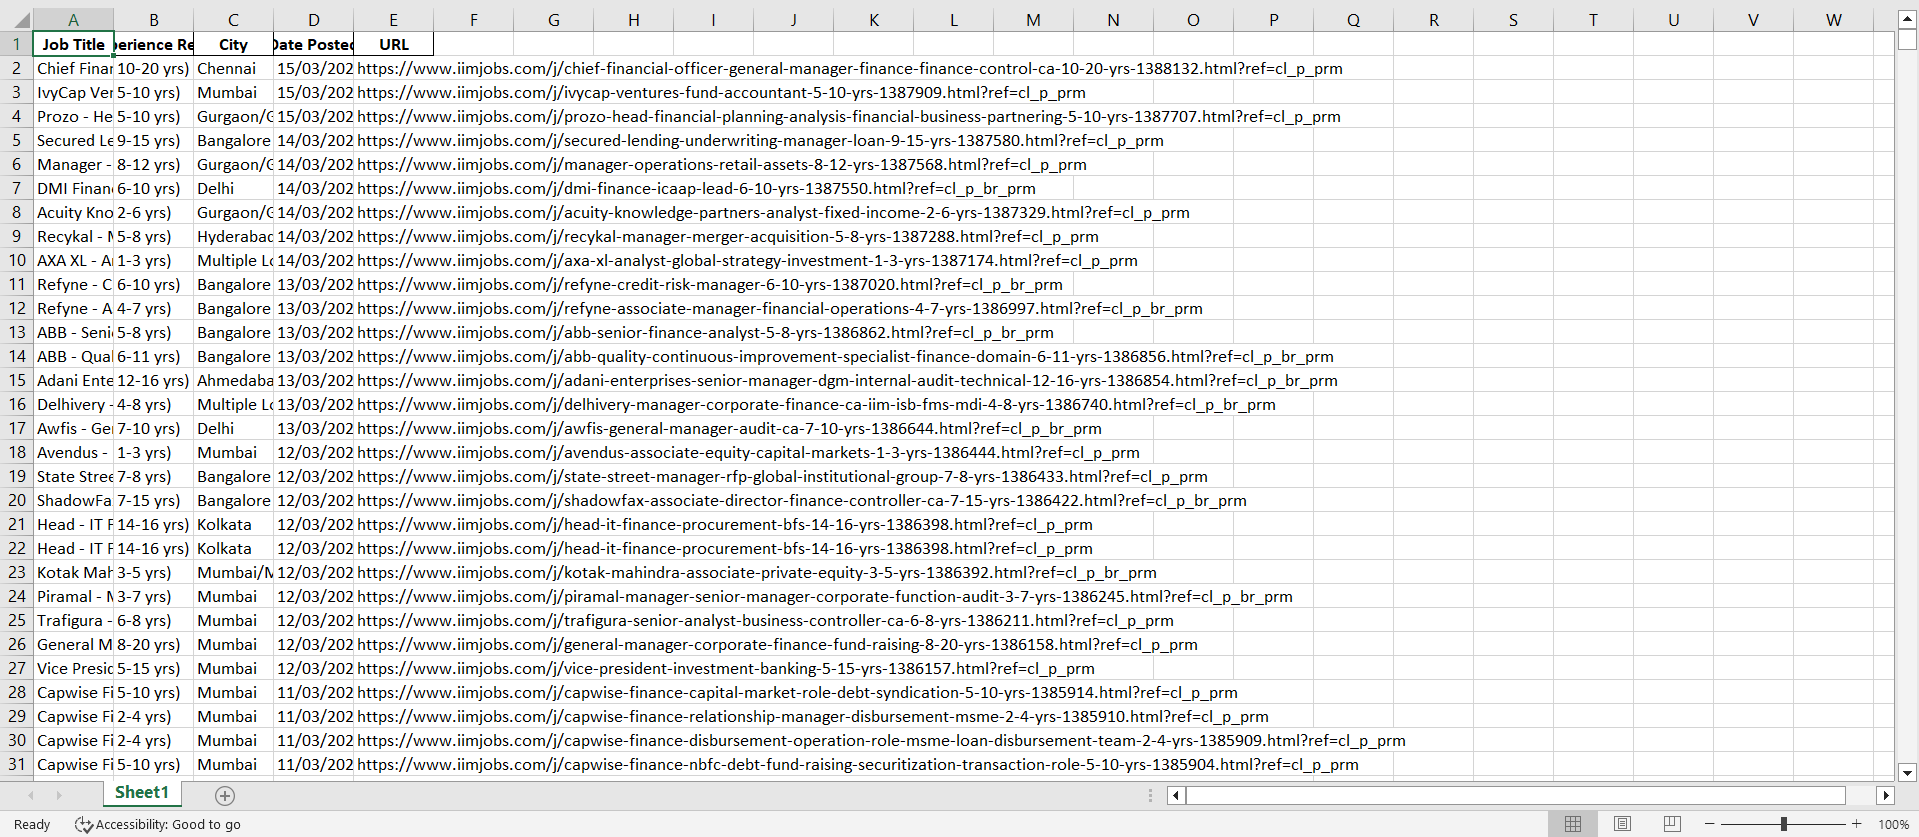 A B C D E F G H I J K L M N O P Q R S T U V W
1 Job Title perience Re City Date Posted URL
2 Chief Finan 10-20 yrs) Chennai 15/03/202 https://www.iimjobs.com/j/chief-financial-officer-general-manager-finance-finance-control-ca-10-20-yrs-1388132.html?ref=cl_p_prm
3 IvyCap Ven 5-10 yrs) Mumbai 15/03/202 https://www.iimjobs.com/j/ivycap-ventures-fund-accountant-5-10-yrs-1387909.html?ref=cl_p_prm
4 Prozo - He 5-10 yrs) Gurgaon/G 15/03/202 https://www.iimjobs.com/j/prozo-head-financial-planning-analysis-financial-business-partnering-5-10-yrs-1387707.html?ref=cl_p_prm
5 Secured Le 9-15 yrs) Bangalore 14/03/202 https://www.iimjobs.com/j/secured-lending-underwriting-manager-loan-9-15-yrs-1387580.html?ref=cl_p_prm
6 Manager - 8-12 yrs) Gurgaon/G 14/03/202 https://www.iimjobs.com/j/manager-operations-retail-assets-8-12-yrs-1387568.html?ref=cl_p_prm
7 DMI Financ 6-10 yrs) Delhi 14/03/202 https://www.iimjobs.com/j/dmi-finance-icaap-lead-6-10-yrs-1387550.html?ref=cl_p_br_prm
8 Acuity Kno 2-6 yrs) Gurgaon/G 14/03/202 https://www.iimjobs.com/j/acuity-knowledge-partners-analyst-fixed-income-2-6-yrs-1387329.html?ref=cl_p_prm
9 Recykal - M 5-8 yrs) Hyderabad 14/03/202 https://www.iimjobs.com/j/recykal-manager-merger-acquisition-5-8-yrs-1387288.html?ref=cl_p_prm
10 AXA XL - An 1-3 yrs) Multiple Lo 14/03/202 https://www.iimjobs.com/j/axa-xl-analyst-global-strategy-investment-1-3-yrs-1387174.html?ref=cl_p_prm
11 Refyne - C 6-10 yrs) Bangalore 13/03/202 https://www.iimjobs.com/j/refyne-credit-risk-manager-6-10-yrs-1387020.html?ref=cl_p_br_prm
12 Refyne - A 4-7 yrs) Bangalore 13/03/202 https://www.iimjobs.com/j/refyne-associate-manager-financial-operations-4-7-yrs-1386997.html?ref=cl_p_br_prm
13 ABB - Seni 5-8 yrs) Bangalore 13/03/202 https://www.iimjobs.com/j/abb-senior-finance-analyst-5-8-yrs-1386862.html?ref=cl_p_br_prm
14 ABB - Qual 6-11 yrs) Bangalore 13/03/202 https://www.iimjobs.com/j/abb-quality-continuous-improvement-specialist-finance-domain-6-11-yrs-1386856.html?ref=cl_p_br_prm
15 Adani Ente 12-16 yrs) Ahmedaba 13/03/202 https://www.iimjobs.com/j/adani-enterprises-senior-manager-dgm-internal-audit-technical-12-16-yrs-1386854.html?ref=cl_p_br_prm
16 Delhivery - 4-8 yrs) Multiple Lo 13/03/202 https://www.iimjobs.com/j/delhivery-manager-corporate-finance-ca-iim-isb-fms-mdi-4-8-yrs-1386740.html?ref=cl_p_br_prm
17 Awfis - Gen 7-10 yrs) Delhi 13/03/202 https://www.iimjobs.com/j/awfis-general-manager-audit-ca-7-10-yrs-1386644.html?ref=cl_p_br_prm
18 Avendus - 1-3 yrs) Mumbai 12/03/202 https://www.iimjobs.com/j/avendus-associate-equity-capital-markets-1-3-yrs-1386444.html?ref=cl_p_prm
19 State Stree 7-8 yrs) Bangalore 12/03/202 https://www.iimjobs.com/j/state-street-manager-rfp-global-institutional-group-7-8-yrs-1386433.html?ref=cl_p_prm
20 ShadowFa 7-15 yrs) Bangalore 12/03/202 https://www.iimjobs.com/j/shadowfax-associate-director-finance-controller-ca-7-15-yrs-1386422.html?ref=cl_p_br_prm
21 Head - IT F 14-16 yrs) Kolkata 12/03/202 https://www.iimjobs.com/j/head-it-finance-procurement-bfs-14-16-yrs-1386398.html?ref=cl_p_prm
22 Head - IT F 14-16 yrs) Kolkata 12/03/202 https://www.iimjobs.com/j/head-it-finance-procurement-bfs-14-16-yrs-1386398.html?ref=cl_p_prm
23 Kotak Mah 3-5 yrs) Mumbai/M 12/03/202 https://www.iimjobs.com/j/kotak-mahindra-associate-private-equity-3-5-yrs-1386392.html?ref=cl_p_br_prm
24 Piramal - M 3-7 yrs) Mumbai 12/03/202 https://www.iimjobs.com/j/piramal-manager-senior-manager-corporate-function-audit-3-7-yrs-1386245.html?ref=cl_p_br_prm
25 Trafigura - 6-8 yrs) Mumbai 12/03/202 https://www.iimjobs.com/j/trafigura-senior-analyst-business-controller-ca-6-8-yrs-1386211.html?ref=cl_p_prm
26 General M 8-20 yrs) Mumbai 12/03/202 https://www.iimjobs.com/j/general-manager-corporate-finance-fund-raising-8-20-yrs-1386158.html?ref=cl_p_prm
27 Vice Presid 5-15 yrs) Mumbai 12/03/202 https://www.iimjobs.com/j/vice-president-investment-banking-5-15-yrs-1386157.html?ref=cl_p_prm
28 Capwise Fi 5-10 yrs) Mumbai 11/03/202 https://www.iimjobs.com/j/capwise-finance-capital-market-role-debt-syndication-5-10-yrs-1385914.html?ref=cl_p_prm
29 Capwise Fi 2-4 yrs) Mumbai 11/03/202 https://www.iimjobs.com/j/capwise-finance-relationship-manager-disbursement-msme-2-4-yrs-1385910.html?ref=cl_p_prm
30 Capwise Fi 2-4 yrs) Mumbai 11/03/202 https://www.iimjobs.com/j/capwise-finance-disbursement-operation-role-msme-loan-disbursement-team-2-4-yrs-1385909.html?ref=cl_p_prm
31 Capwise Fi 5-10 yrs) Mumbai 11/03/202 https://www.iimjobs.com/j/capwise-finance-nbfc-debt-fund-raising-securitization-transaction-role-5-10-yrs-1385904.html?ref=cl_p_prm
Sheet1
Ready Accessibility: Good to go 100%